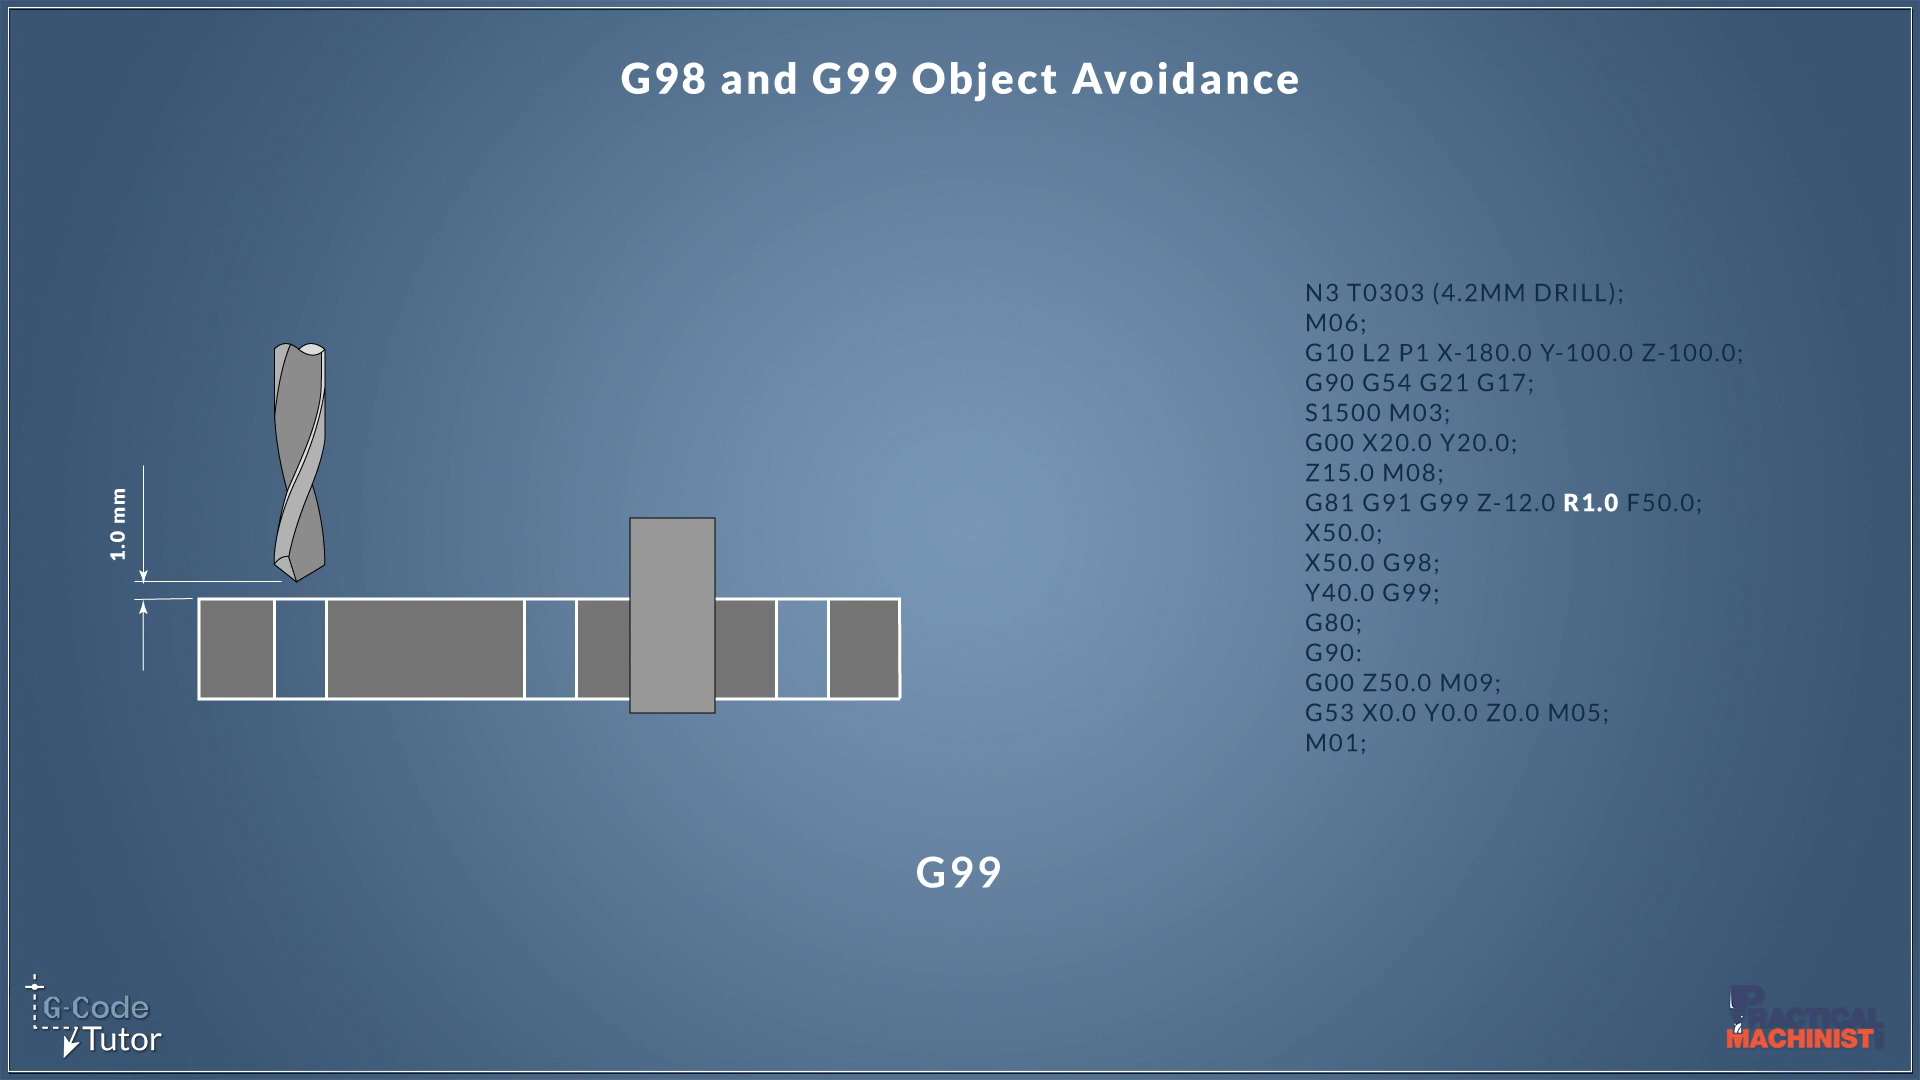 G98 and G99 Object Avoidance
N3 T0303 (4.2MM DRILL);
M06;
G10 L2 P1 X-180.0 Y-100.0 Z-100.0;
G90 G54 G21 G17;
S1500 M03;
G00 X20.0 Y20.0;
Z15.0 M08;
G81 G91 G99 Z-12.0 R1.0 F50.0;
X50.0;
X50.0 G98;
Y40.0 G99;
G80;
G90:
G00 Z50.0 M09;
G53 X0.0 Y0.0 Z0.0 M05;
M01;
1.0 mm
G99
G-Code
Tutor
PRACTICAL
MACHINIST